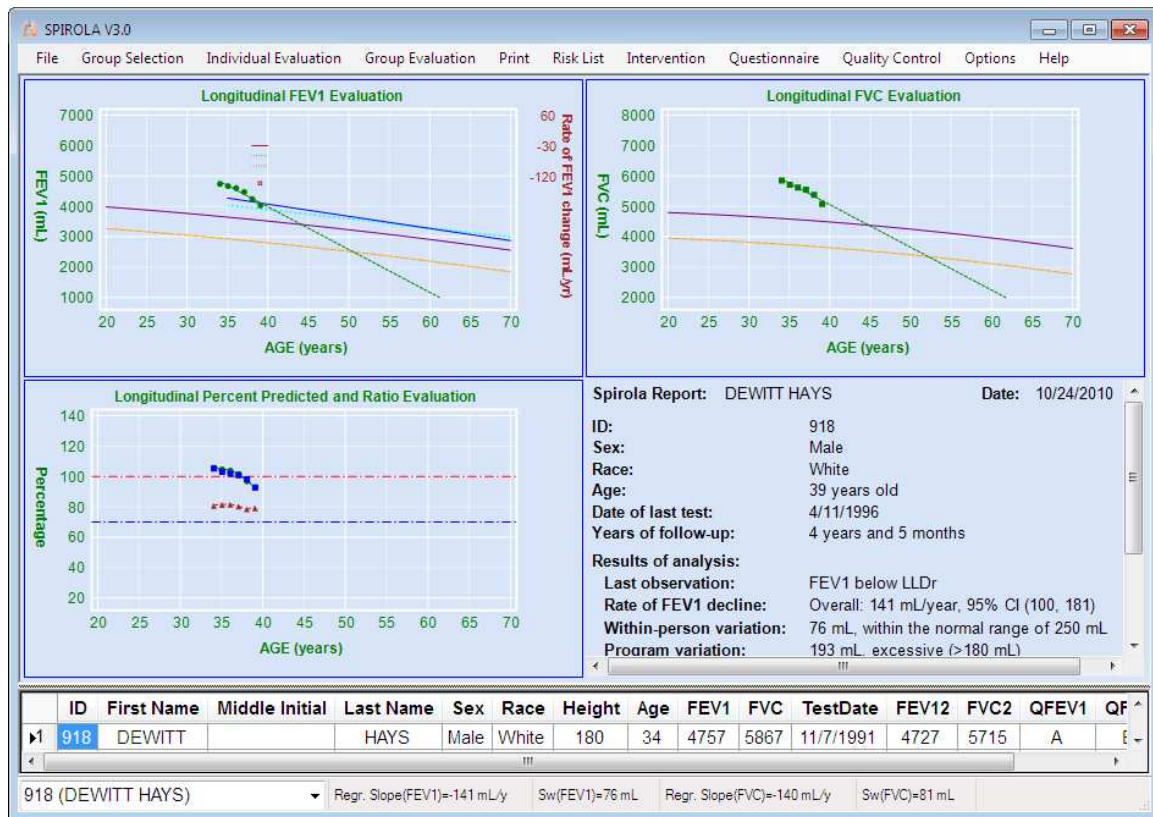 SPIROLA V3.0
File Group Selection Individual Evaluation Group Evaluation Print Risk List Intervention Questionnaire Quality Control Options Help
Longitudinal FEV1 Evaluation
7000
6000
5000
4000
3000
2000
1000
FEV1 (mL)
60
-30
-120
Rate of FEV1 change (mL/yr)
20 25 30 35 40 45 50 55 60 65 70
AGE (years)
Longitudinal FVC Evaluation
8000
7000
6000
5000
4000
3000
2000
FVC (mL)
20 25 30 35 40 45 50 55 60 65 70
AGE (years)
Longitudinal Percent Predicted and Ratio Evaluation
140
120
100
80
60
40
20
Percentage
20 25 30 35 40 45 50 55 60 65 70
AGE (years)
Spirola Report: DEWITT HAYS Date: 10/24/2010
ID: 918
Sex: Male
Race: White
Age: 39 years old
Date of last test: 4/11/1996
Years of follow-up: 4 years and 5 months
Results of analysis:
Last observation: FEV1 below LLDr
Rate of FEV1 decline: Overall: 141 mL/year, 95% CI (100, 181)
Within-person variation: 76 mL, within the normal range of 250 mL
Program variation: 193 mL, excessive (>180 mL)
ID First Name Middle Initial Last Name Sex Race Height Age FEV1 FVC TestDate FEV12 FVC2 QFEV1
1 918 DEWITT HAYS Male White 180 34 4757 5867 11/7/1991 4727 5715 A
918 (DEWITT HAYS) Regr. Slope(FEV1)=-141 mL/y Sw(FEV1)=76 mL Regr. Slope(FVC)=-140 mL/y Sw(FVC)=81 mL